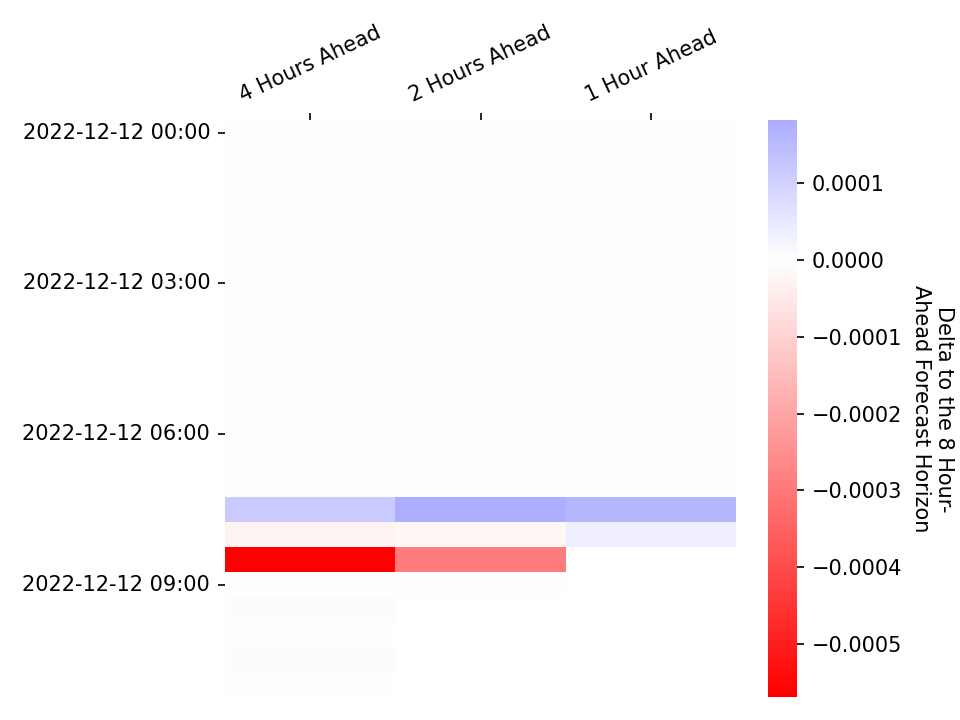 4 Hours Ahead
2 Hours Ahead
1 Hour Ahead
2022-12-12 00:00
2022-12-12 03:00
2022-12-12 06:00
2022-12-12 09:00
0.0001
0.0000
−0.0001
−0.0002
−0.0003
−0.0004
−0.0005
Delta to the 8 Hour-
Ahead Forecast Horizon